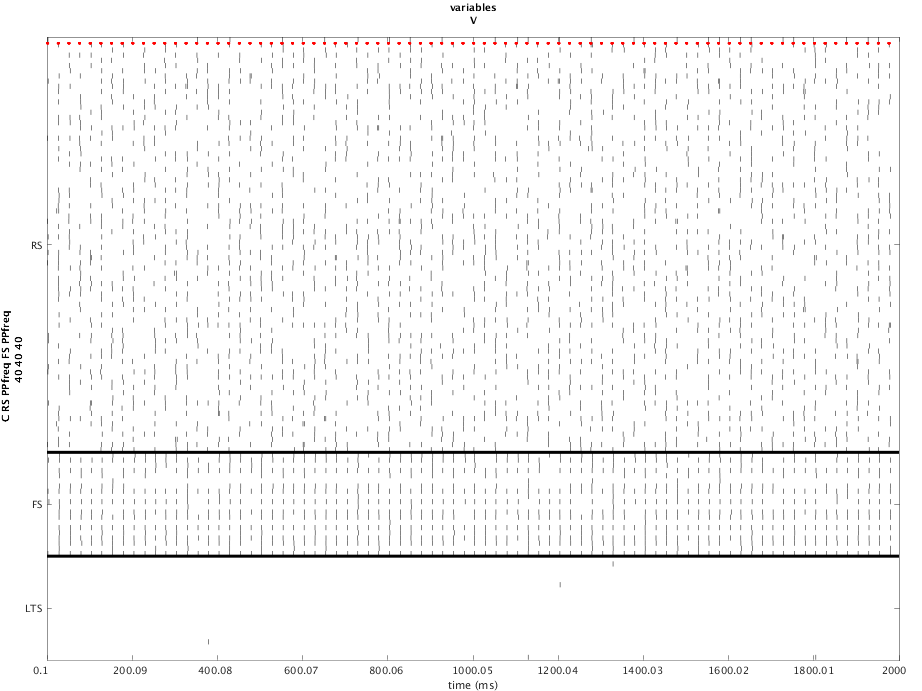 variables
V
RS
C RS PPfreq FS PPfreq
40 40 40
FS
LTS
0.1 200.09 400.08 600.07 800.06 1000.05 1200.04 1400.03 1600.02 1800.01 2000
time (ms)